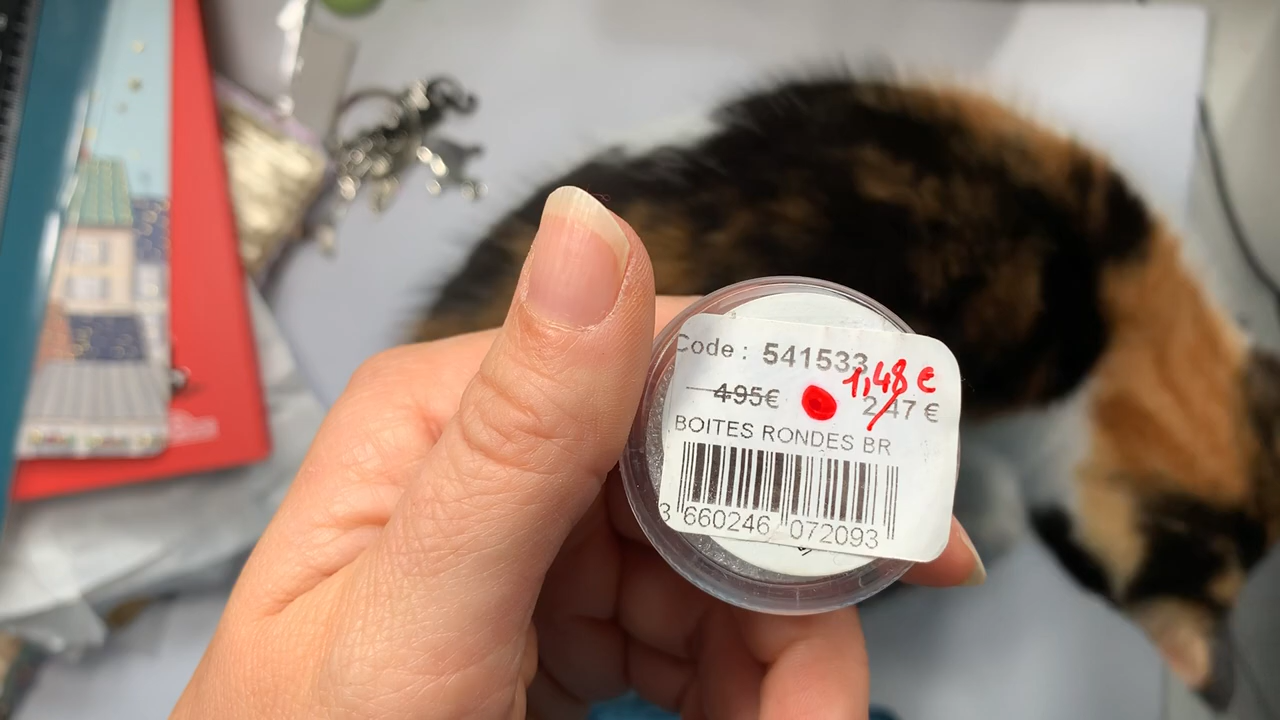 Code : 541533
1,48 €
495€ 2,47 €
BOITES RONDES BR
3 660246 072093